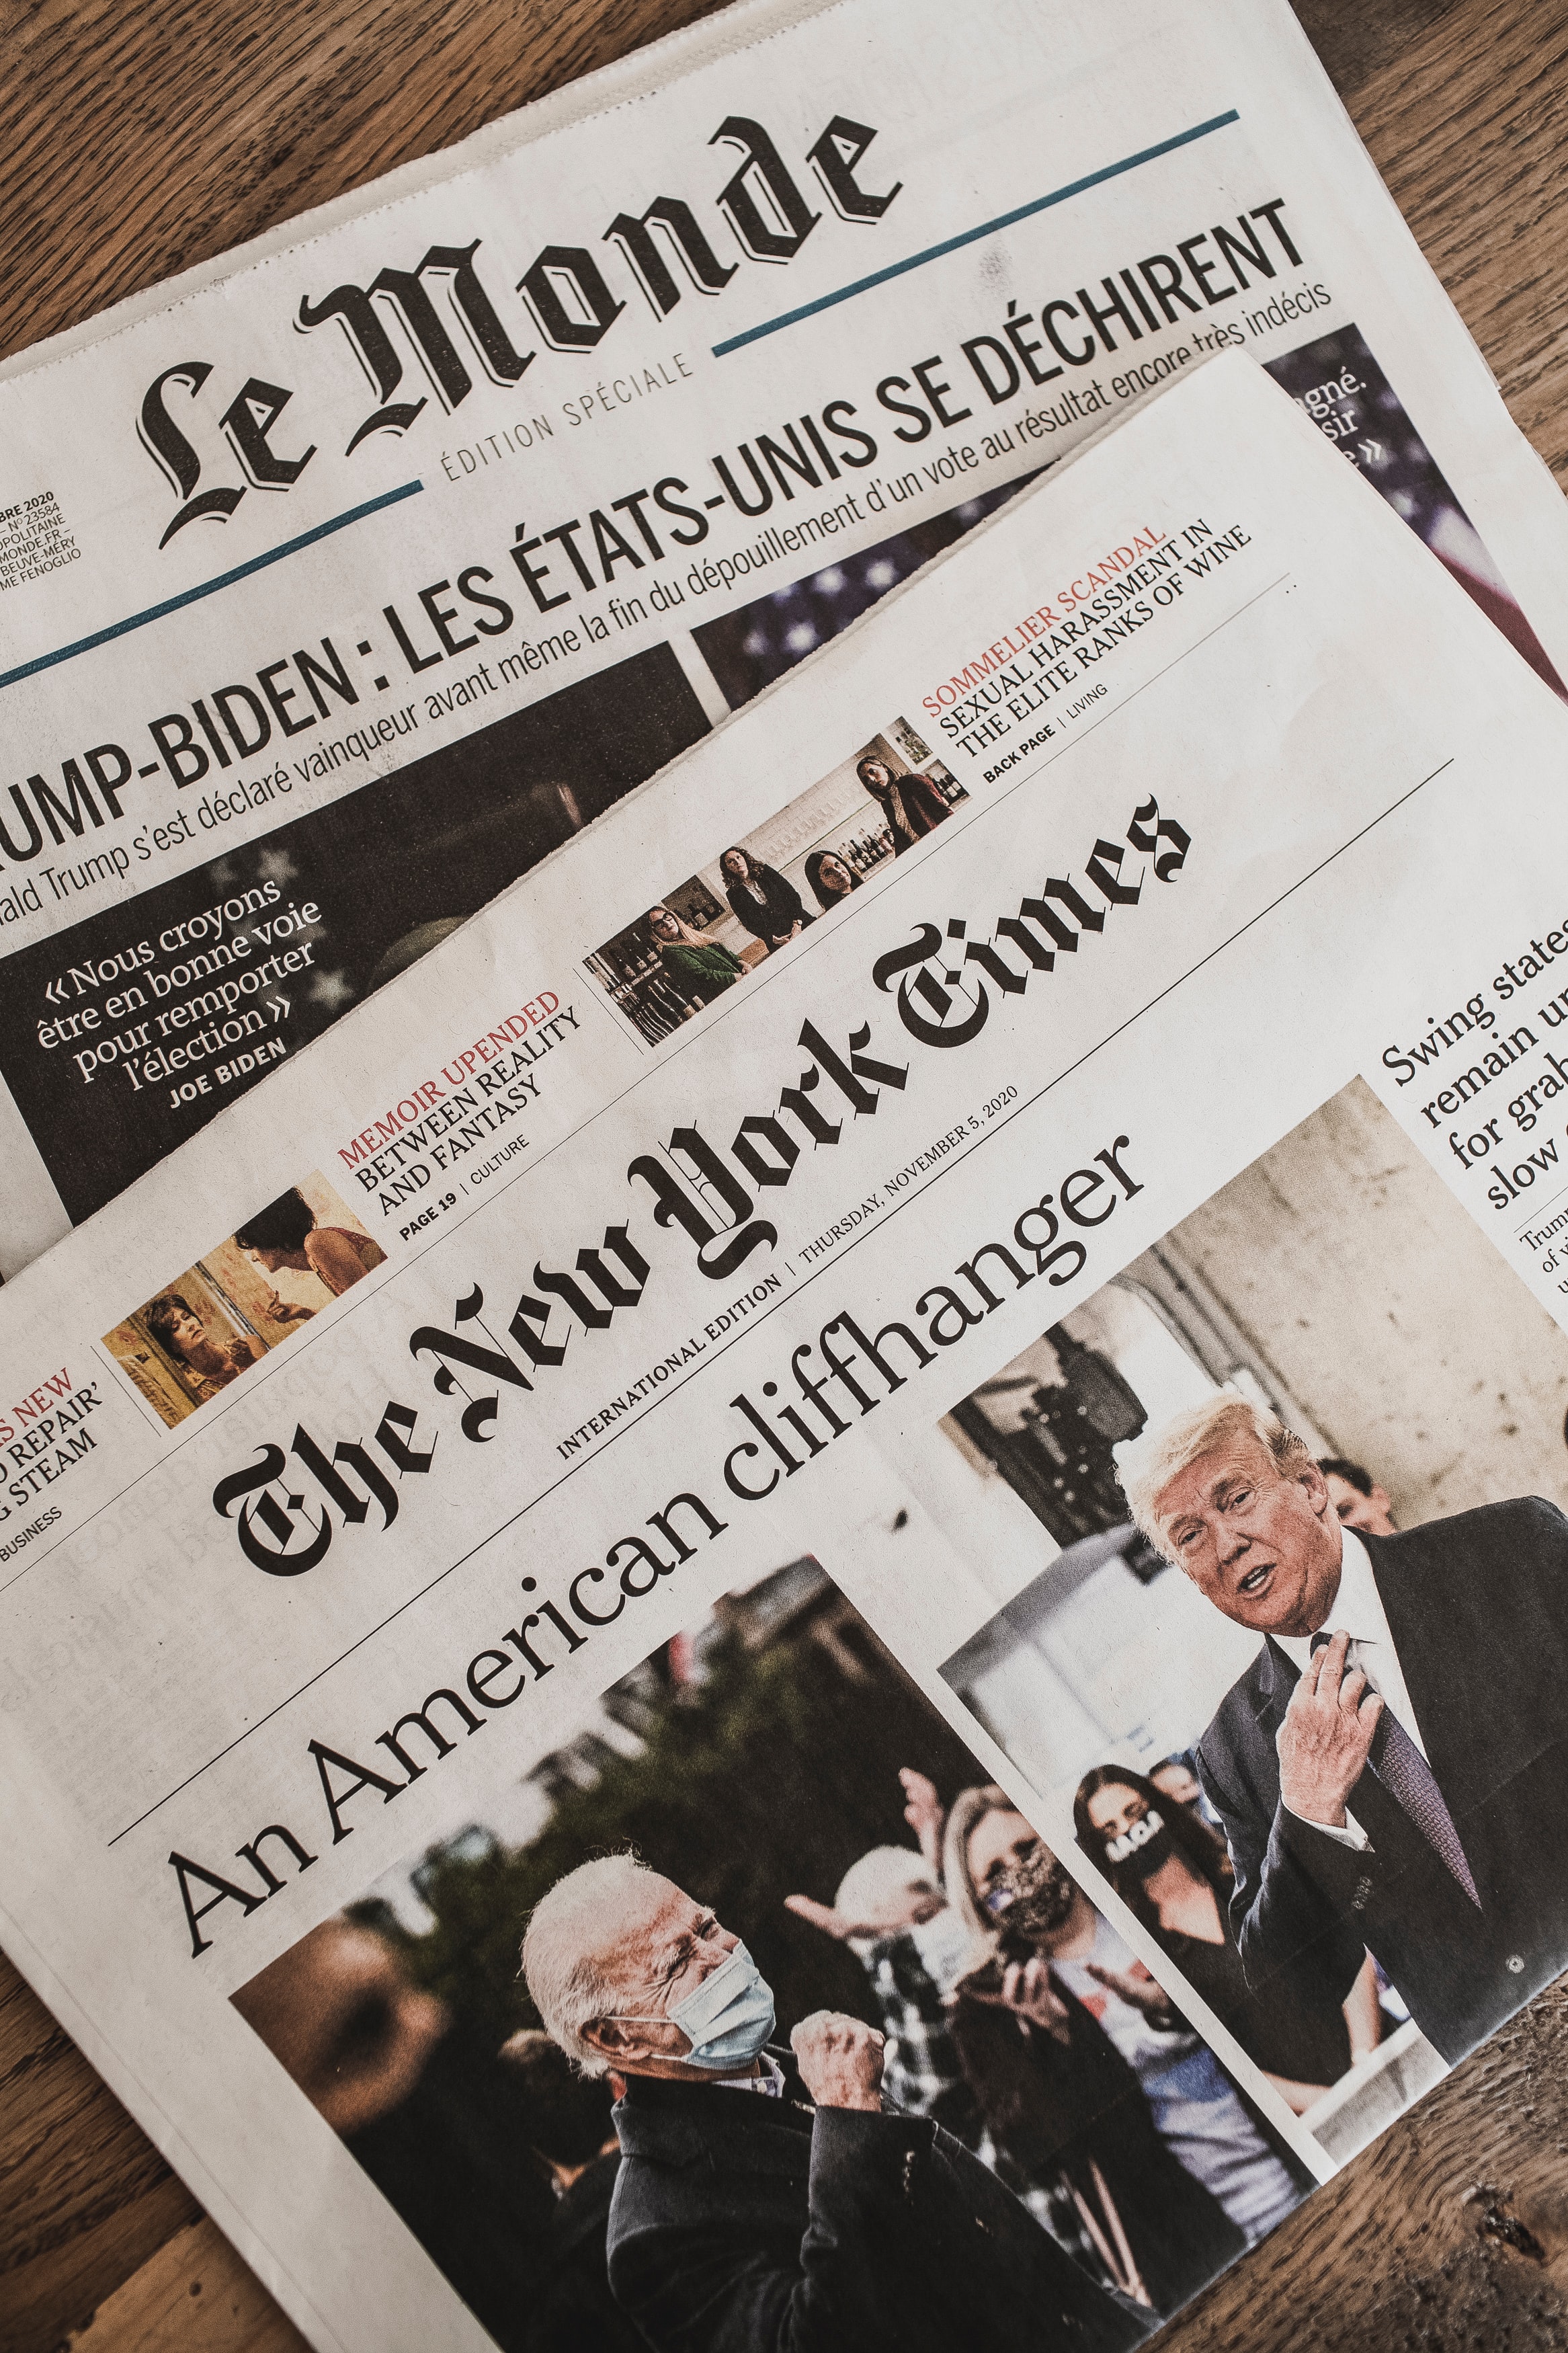 Le Monde
ÉDITION SPÉCIALE
BRE 2020
Nº 23584
OPOLITAINE
MONDE.FR –
BEUVE-MÉRY
ME FENOGLIO
UMP-BIDEN : LES ÉTATS-UNIS SE DÉCHIRENT
ald Trump s'est déclaré vainqueur avant même la fin du dépouillement d'un vote au résultat encore très indécis
« Nous croyons
être en bonne voie
pour remporter
l'élection »
JOE BIDEN
agné.
sir
e »
S NEW
O REPAIR'
G STEAM
BUSINESS
MEMOIR UPENDED
BETWEEN REALITY
AND FANTASY
PAGE 19 | CULTURE
SOMMELIER SCANDAL
SEXUAL HARASSMENT IN
THE ELITE RANKS OF WINE
BACK PAGE | LIVING
The New York Times
INTERNATIONAL EDITION | THURSDAY, NOVEMBER 5, 2020
An American cliffhanger
Swing states
remain u
for grab
slow
Trum
of